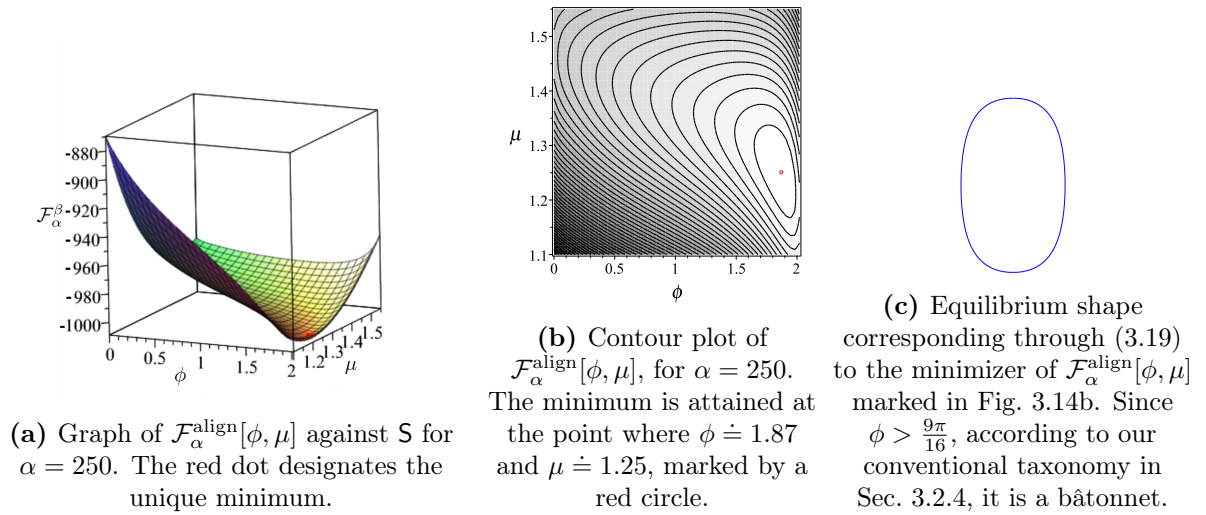 -880
-900
-920
-940
-960
-980
-1000
𝓕_α^β
0
0.5
1
1.5
2
ϕ
1.2
1.3
1.4
1.5
μ
(a) Graph of 𝓕_α^align[ϕ, μ] against S for
α = 250. The red dot designates the
unique minimum.
1.5
1.4
1.3
1.2
1.1
μ
0
0.5
1
1.5
2
ϕ
(b) Contour plot of
𝓕_α^align[ϕ, μ], for α = 250.
The minimum is attained at
the point where ϕ ≐ 1.87
and μ ≐ 1.25, marked by a
red circle.
(c) Equilibrium shape
corresponding through (3.19)
to the minimizer of 𝓕_α^align[ϕ, μ]
marked in Fig. 3.14b. Since
ϕ > 9π/16, according to our
conventional taxonomy in
Sec. 3.2.4, it is a bâtonnet.